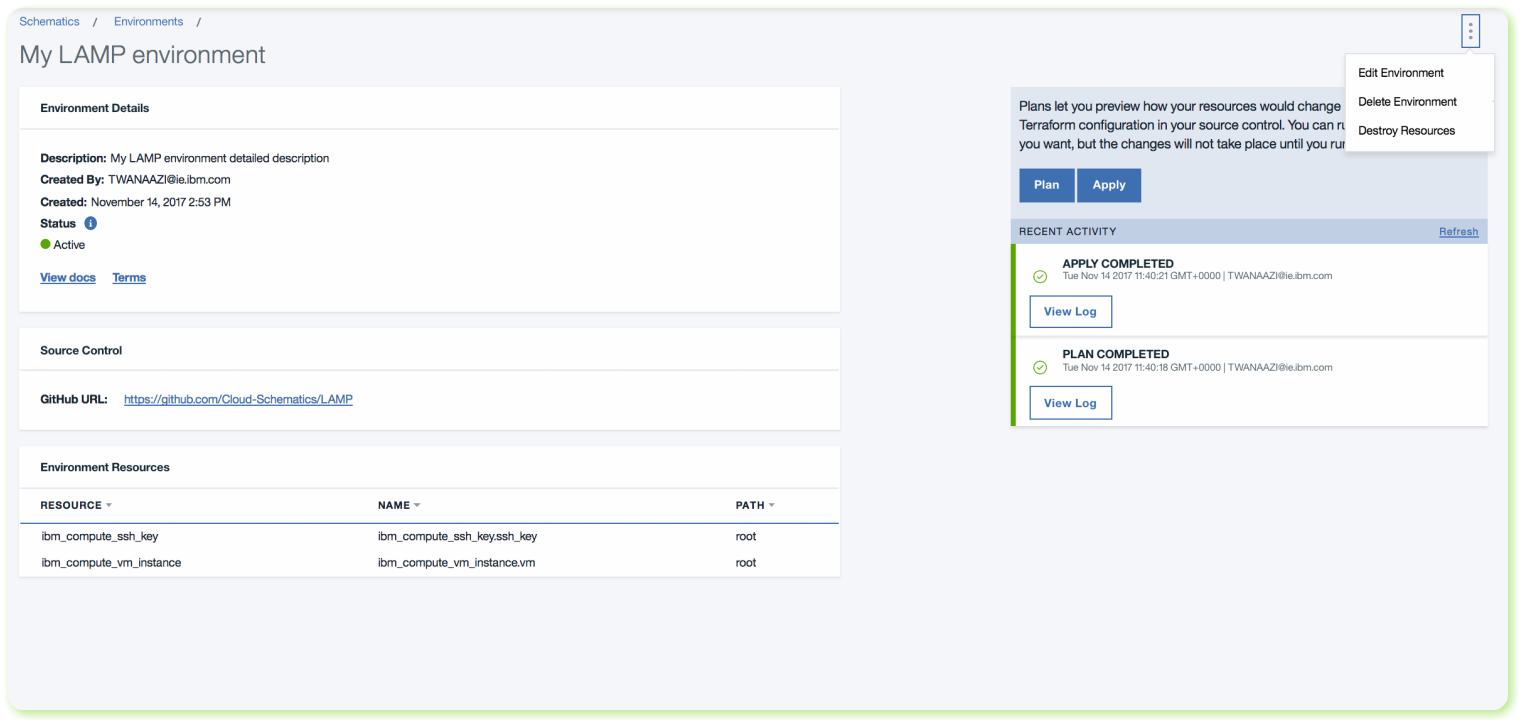 Schematics / Environments /
My LAMP environment
Edit Environment
Delete Environment
Destroy Resources
Environment Details
Description: My LAMP environment detailed description
Created By: TWANAAZI@ie.ibm.com
Created: November 14, 2017 2:53 PM
Status i
Active
View docs Terms
Source Control
GitHub URL: https://github.com/Cloud-Schematics/LAMP
Environment Resources
RESOURCE NAME PATH
ibm_compute_ssh_key ibm_compute_ssh_key.ssh_key root
ibm_compute_vm_instance ibm_compute_vm_instance.vm root
Plans let you preview how your resources would change
Terraform configuration in your source control. You can
you want, but the changes will not take place until you
Plan Apply
RECENT ACTIVITY Refresh
APPLY COMPLETED
Tue Nov 14 2017 11:40:21 GMT+0000 | TWANAAZI@ie.ibm.com
View Log
PLAN COMPLETED
Tue Nov 14 2017 11:40:18 GMT+0000 | TWANAAZI@ie.ibm.com
View Log